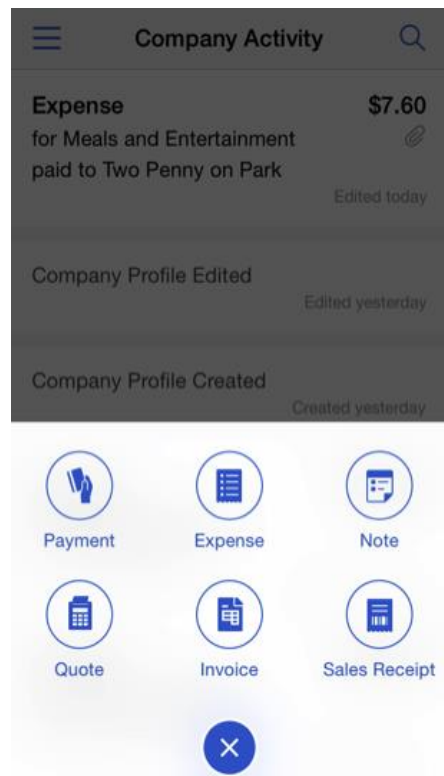 Company Activity
Expense $7.60
for Meals and Entertainment
paid to Two Penny on Park
Edited today
Company Profile Edited
Edited yesterday
Company Profile Created
Created yesterday
Payment Expense Note
Quote Invoice Sales Receipt